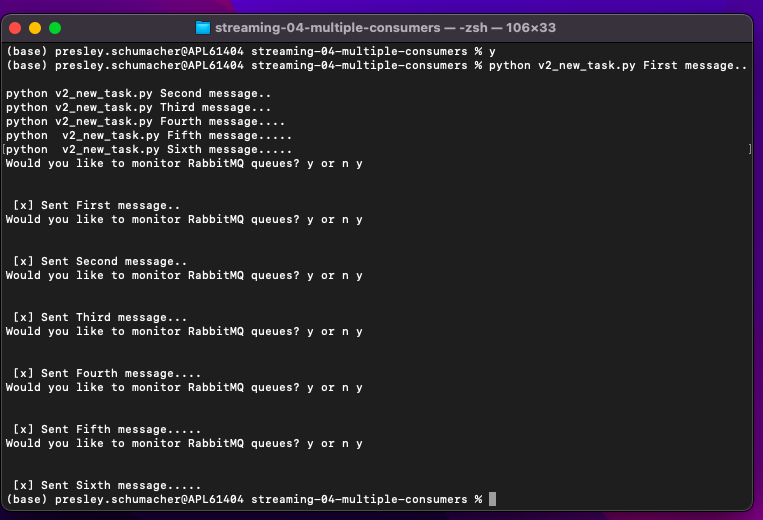 streaming-04-multiple-consumers — -zsh — 106×33
(base) presley.schumacher@APL61404 streaming-04-multiple-consumers % y
(base) presley.schumacher@APL61404 streaming-04-multiple-consumers % python v2_new_task.py First message..
python v2_new_task.py Second message..
python v2_new_task.py Third message...
python v2_new_task.py Fourth message....
python  v2_new_task.py Fifth message.....
[python  v2_new_task.py Sixth message..... ]
Would you like to monitor RabbitMQ queues? y or n y
[x] Sent First message..
Would you like to monitor RabbitMQ queues? y or n y
[x] Sent Second message..
Would you like to monitor RabbitMQ queues? y or n y
[x] Sent Third message...
Would you like to monitor RabbitMQ queues? y or n y
[x] Sent Fourth message....
Would you like to monitor RabbitMQ queues? y or n y
[x] Sent Fifth message.....
Would you like to monitor RabbitMQ queues? y or n y
[x] Sent Sixth message.....
(base) presley.schumacher@APL61404 streaming-04-multiple-consumers %